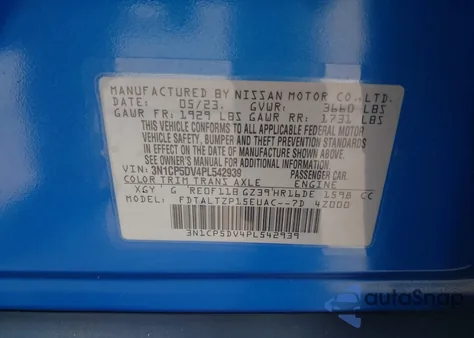 MANUFACTURED BY NISSAN MOTOR CO., LTD.
DATE: 05/23 GVWR: 3660 LBS
GAWR FR: 1929 LBS GAWR RR: 1731 LBS
THIS VEHICLE CONFORMS TO ALL APPLICABLE FEDERAL MOTOR
VEHICLE SAFETY, BUMPER AND THEFT PREVENTION STANDARDS
IN EFFECT ON THE DATE OF MANUFACTURE SHOWN ABOVE.
SEE OWNER'S MANUAL FOR ADDITIONAL INFORMATION.
VIN: 3N1CP5DV4PL542939 PASSENGER CAR.
COLOR TRIM TRANS AXLE ENGINE
XGY G RE0F11B GZ39 HR16DE 1598 CC
MODEL: FDTALTZP15EUAC--7D 4Z000
3N1CP5DV4PL542939
autoSnap